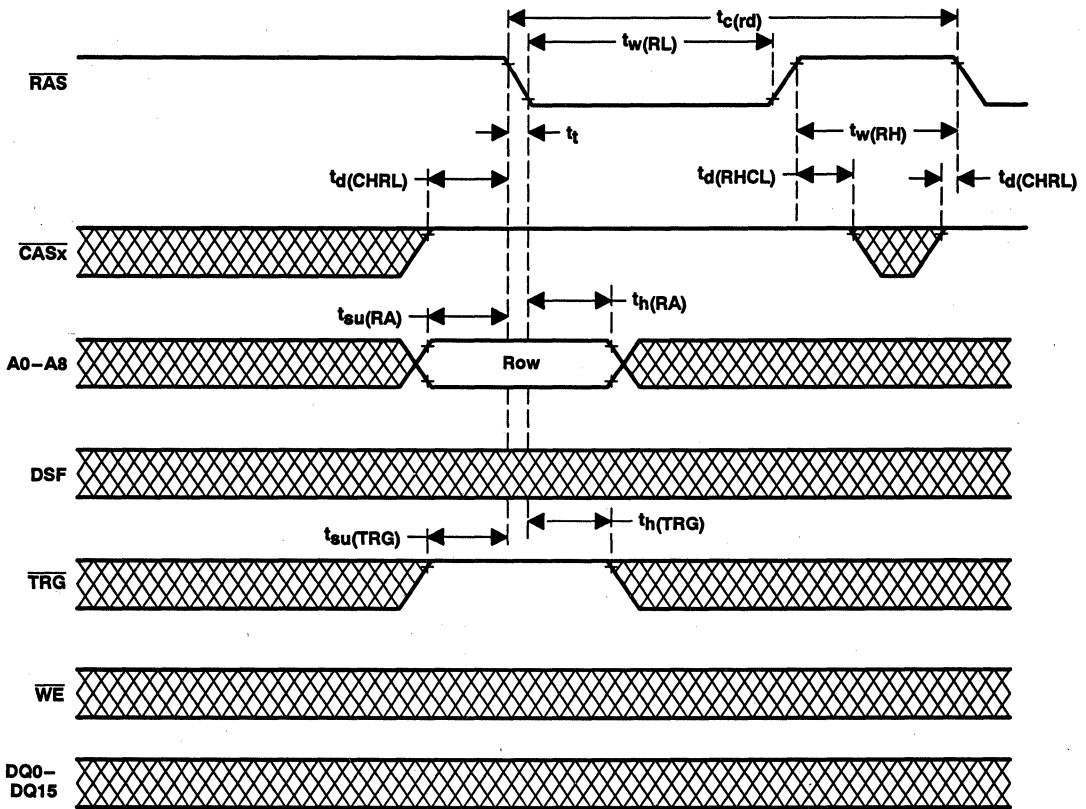 tc(rd)
tw(RL)
RAS
tt
tw(RH)
td(CHRL)
td(RHCL)
td(CHRL)
CASx
tsu(RA)
th(RA)
A0–A8
Row
DSF
tsu(TRG)
th(TRG)
TRG
WE
DQ0–
DQ15